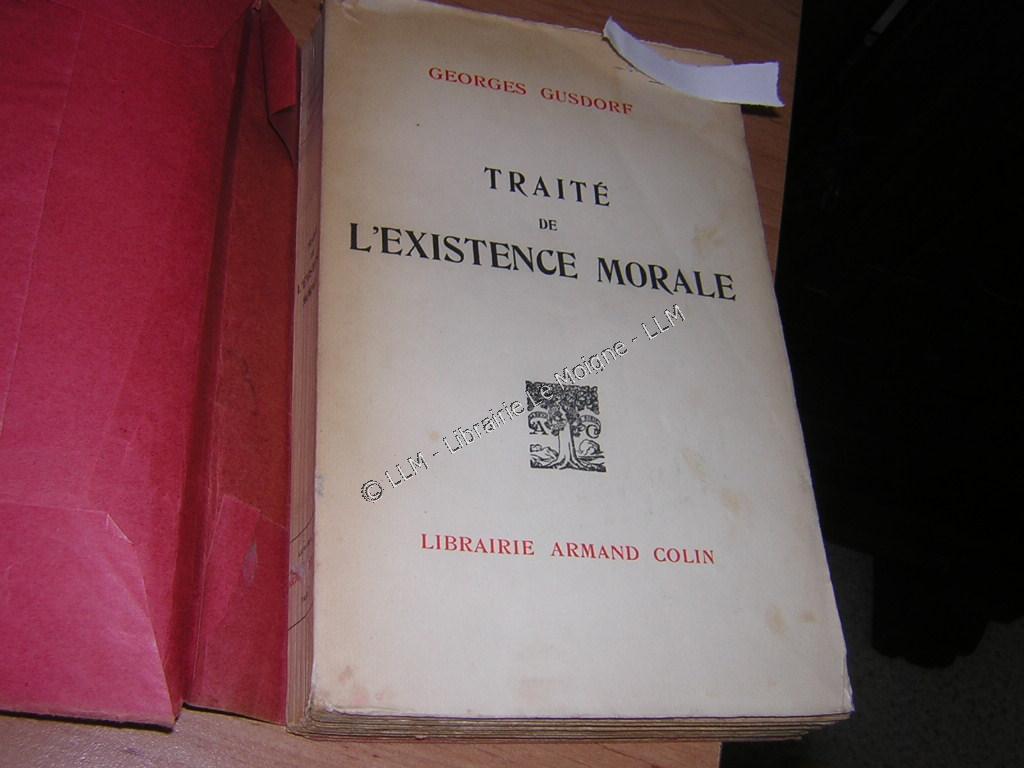 GEORGES GUSDORF
TRAITÉ
DE
L'EXISTENCE MORALE
© LLM - Librairie Le Moigne - LLM
A C
LIBRAIRIE ARMAND COLIN